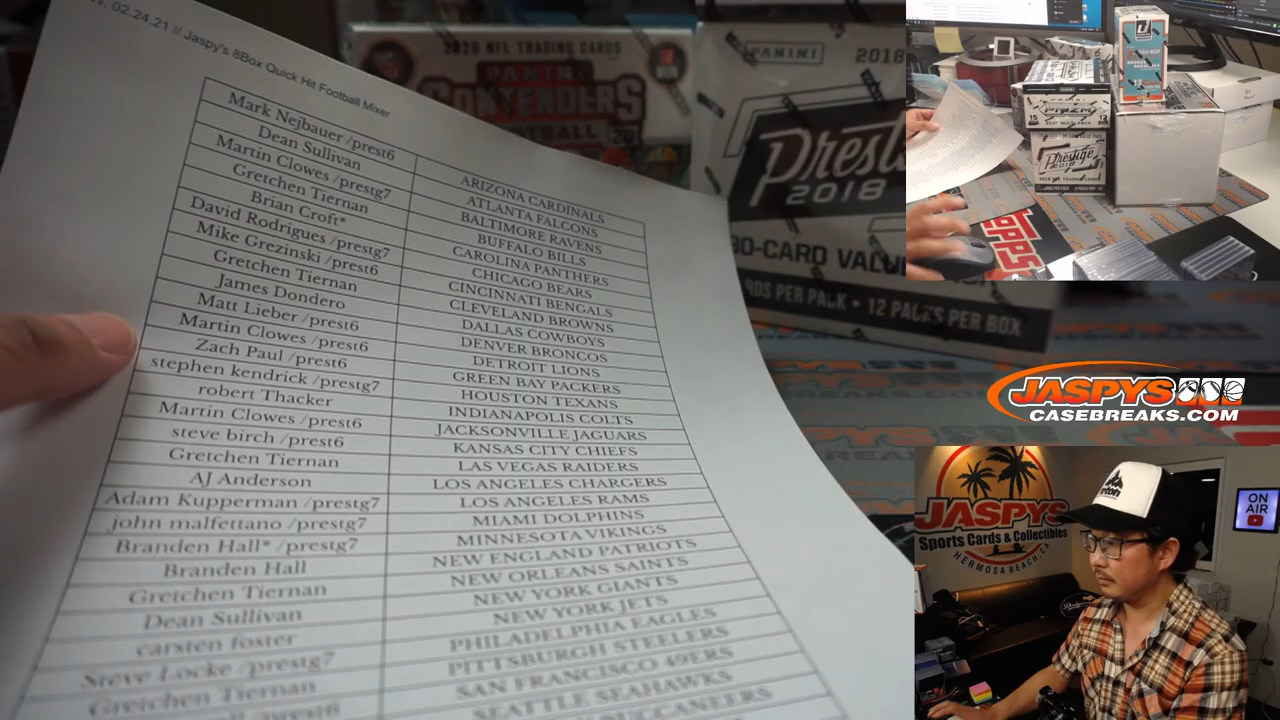 02.24.21 // Jaspy's 8Box Quick Hit Football Mixer
Mark Nejbauer /prest6 ARIZONA CARDINALS
Dean Sullivan ATLANTA FALCONS
Martin Clowes /prestg7 BALTIMORE RAVENS
Gretchen Tiernan BUFFALO BILLS
Brian Croft* CAROLINA PANTHERS
David Rodrigues /prestg7 CHICAGO BEARS
Mike Grezinski /prest6 CINCINNATI BENGALS
Gretchen Tiernan CLEVELAND BROWNS
James Dondero DALLAS COWBOYS
Matt Lieber /prest6 DENVER BRONCOS
Martin Clowes /prest6 DETROIT LIONS
Zach Paul /prest6 GREEN BAY PACKERS
stephen kendrick /prestg7 HOUSTON TEXANS
robert Thacker INDIANAPOLIS COLTS
Martin Clowes /prest6 JACKSONVILLE JAGUARS
steve birch /prest6 KANSAS CITY CHIEFS
Gretchen Tiernan LAS VEGAS RAIDERS
AJ Anderson LOS ANGELES CHARGERS
Adam Kupperman /prestg7 LOS ANGELES RAMS
john malfettano /prestg7 MIAMI DOLPHINS
Branden Hall* /prestg7 MINNESOTA VIKINGS
Branden Hall NEW ENGLAND PATRIOTS
Gretchen Tiernan NEW ORLEANS SAINTS
Dean Sullivan NEW YORK GIANTS
carsten foster NEW YORK JETS
Steve Locke /prestg7 PHILADELPHIA EAGLES
Gretchen Tiernan PITTSBURGH STEELERS
/prest6 SAN FRANCISCO 49ERS
SEATTLE SEAHAWKS
BUCCANEERS
2020 NFL TRADING CARDS
PANINI
CONTENDERS
FOOTBALL
PANINI 2018
Prest
2018
30-CARD VALU
RDS PER PACK • 12 PACKS PER BOX
PRIZM
Prestige
2018
TOPPS
JASPYS
CASEBREAKS.COM
JASPYS
Sports Cards & Collectibles
HERMOSA BEACH, CA
ON
AIR